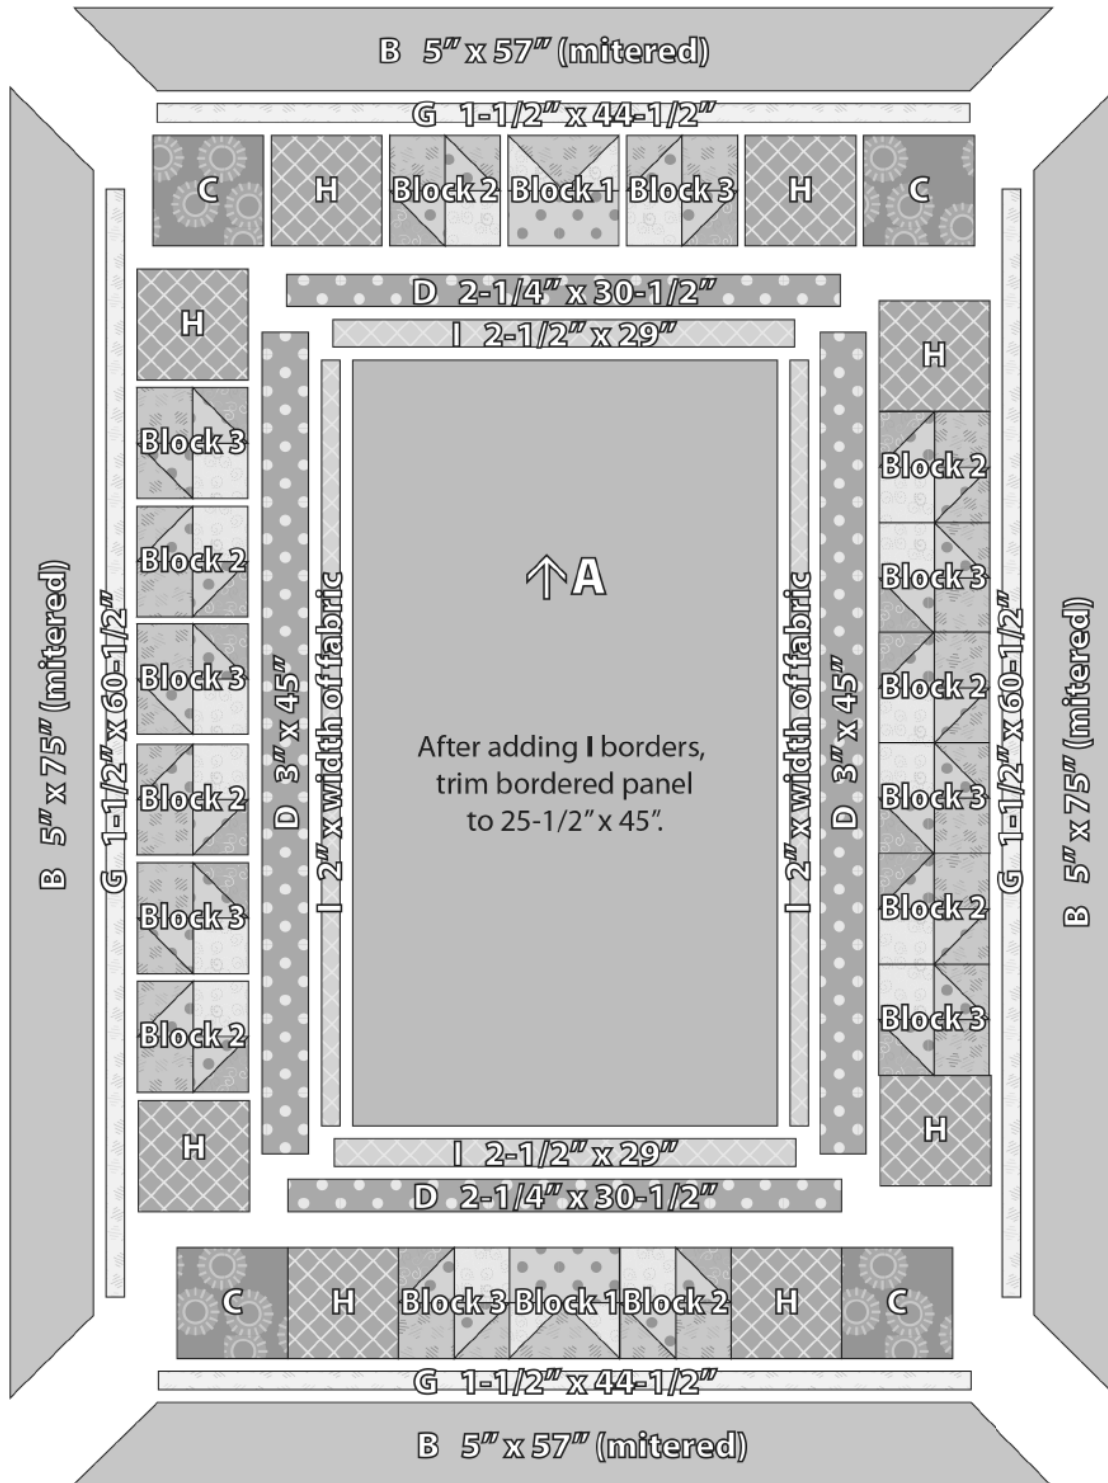 B 5″ x 57″ (mitered)
G 1-1/2″ x 44-1/2″
C H Block 2 Block 1 Block 3 H C
D 2-1/4″ x 30-1/2″
I 2-1/2″ x 29″
B 5″ x 75″ (mitered)
G 1-1/2″ x 60-1/2″
H
Block 3
Block 2
Block 3
Block 2
Block 3
Block 2
H
D 3″ x 45″
I 2″ x width of fabric
A
After adding I borders,
trim bordered panel
to 25-1/2″ x 45″.
I 2″ x width of fabric
D 3″ x 45″
H
Block 2
Block 3
Block 2
Block 3
Block 2
Block 3
H
G 1-1/2″ x 60-1/2″
B 5″ x 75″ (mitered)
I 2-1/2″ x 29″
D 2-1/4″ x 30-1/2″
C H Block 3 Block 1 Block 2 H C
G 1-1/2″ x 44-1/2″
B 5″ x 57″ (mitered)